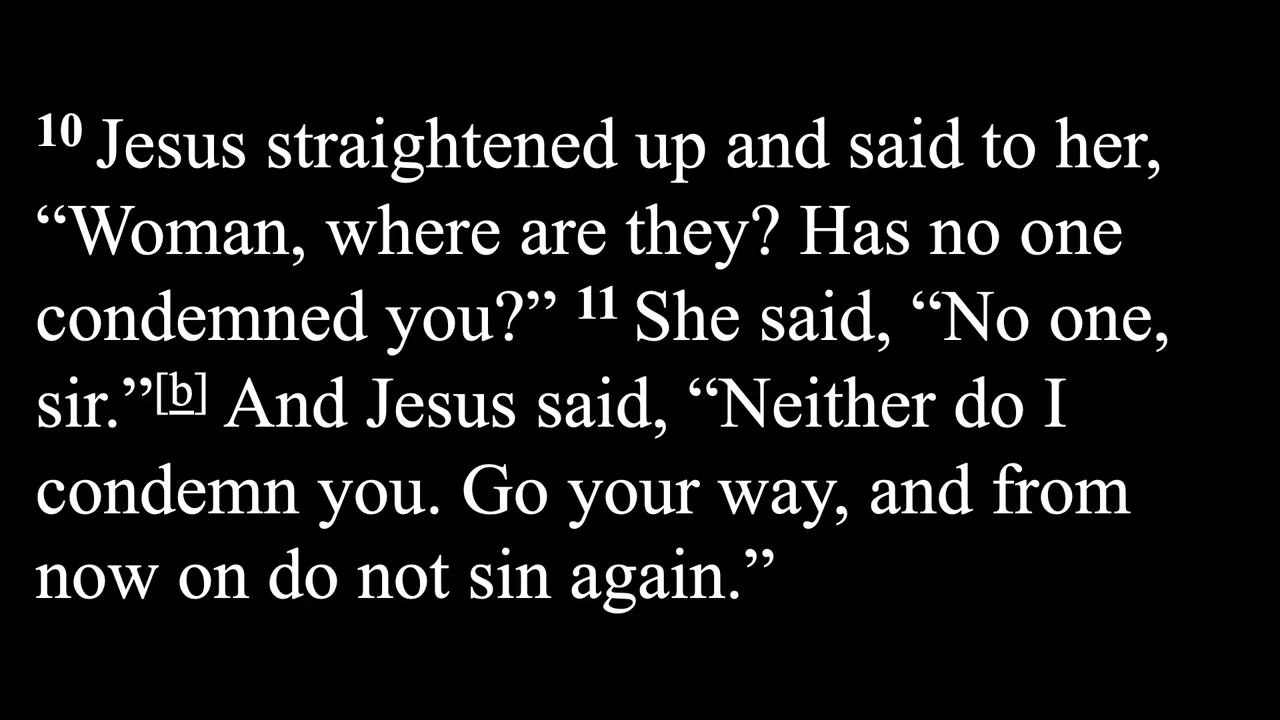 10 Jesus straightened up and said to her,
“Woman, where are they? Has no one
condemned you?” 11 She said, “No one,
sir.”[b] And Jesus said, “Neither do I
condemn you. Go your way, and from
now on do not sin again.”